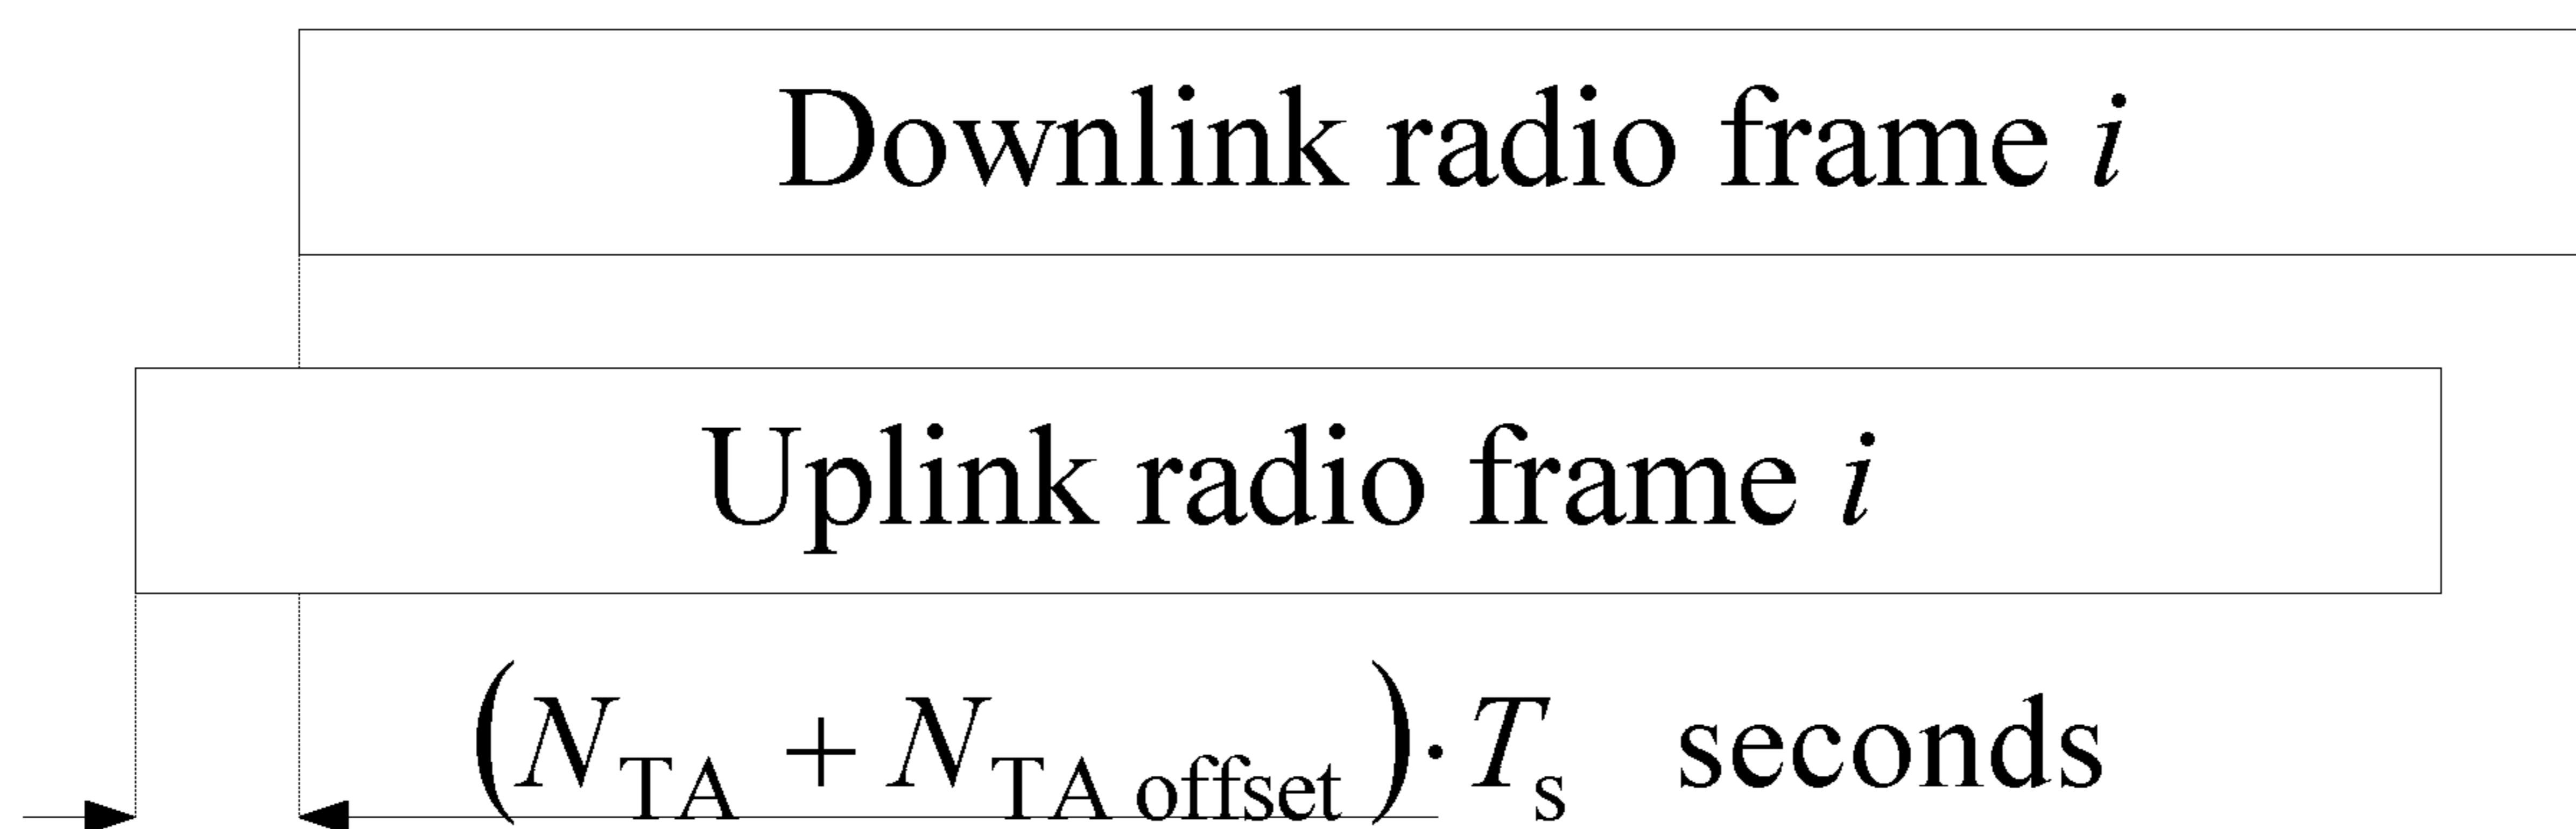 Downlink radio frame i
Uplink radio frame i
(N_TA + N_TA offset) · T_s seconds